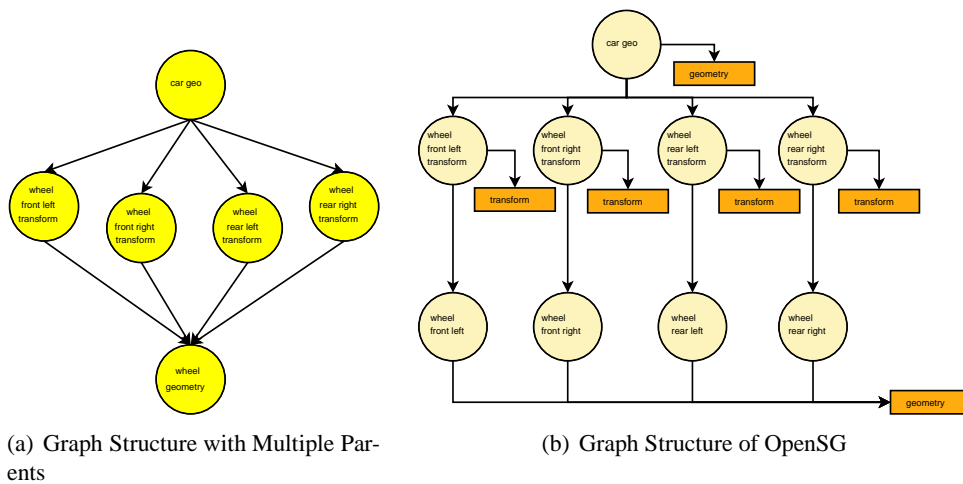 car geo
wheel
front left
transform
wheel
front right
transform
wheel
rear left
transform
wheel
rear right
transform
wheel
geometry
(a) Graph Structure with Multiple Par-
ents
car geo
geometry
wheel
front left
transform
wheel
front right
transform
wheel
rear left
transform
wheel
rear right
transform
transform
transform
transform
transform
wheel
front left
wheel
front right
wheel
rear left
wheel
rear right
geometry
(b) Graph Structure of OpenSG